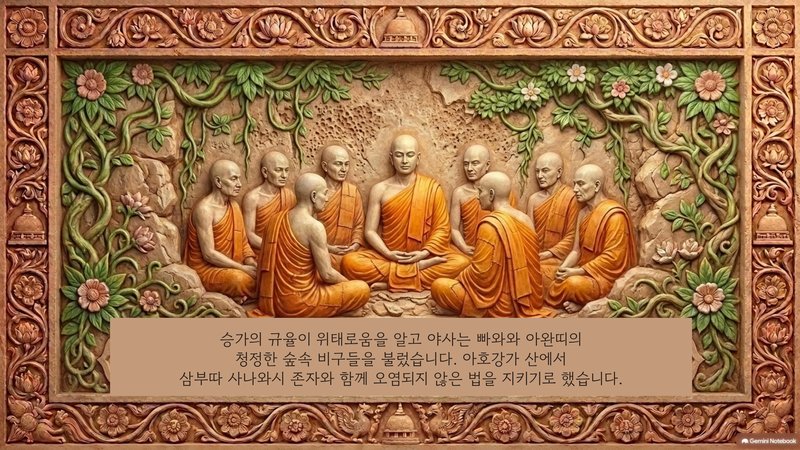 승가의 규율이 위태로움을 알고 야사는 빠와와 아완띠의
청정한 숲속 비구들을 불렀습니다. 아호강가 산에서
삼부따 사나와시 존자와 함께 오염되지 않은 법을 지키기로 했습니다.
Gemini Notebook